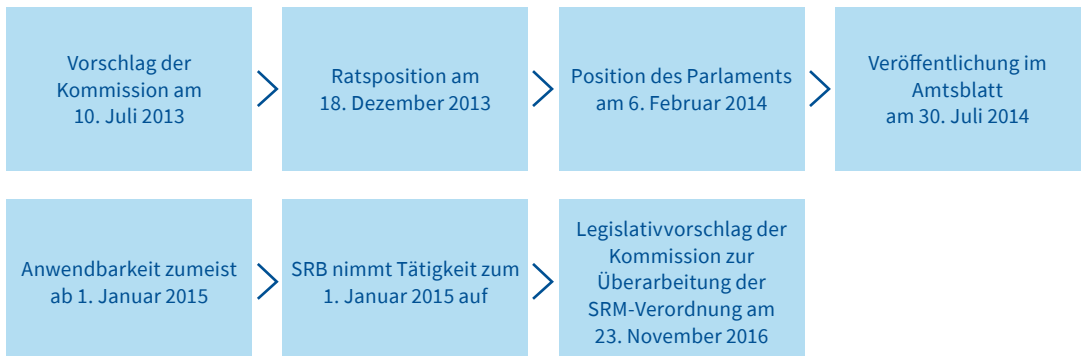 Vorschlag der
Kommission am
10. Juli 2013
Ratsposition am
18. Dezember 2013
Position des Parlaments
am 6. Februar 2014
Veröffentlichung im
Amtsblatt
am 30. Juli 2014
Anwendbarkeit zumeist
ab 1. Januar 2015
SRB nimmt Tätigkeit zum
1. Januar 2015 auf
Legislativvorschlag der
Kommission zur
Überarbeitung der
SRM-Verordnung am
23. November 2016